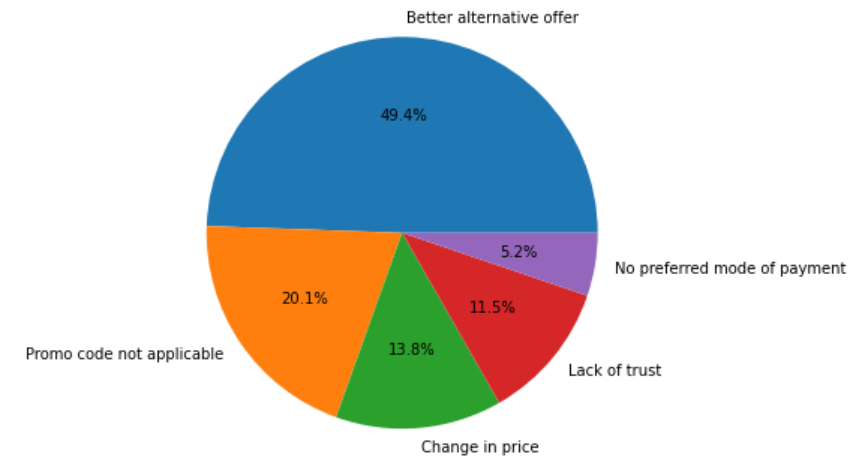 Better alternative offer
49.4%
5.2%
No preferred mode of payment
20.1%
11.5%
13.8%
Promo code not applicable
Lack of trust
Change in price